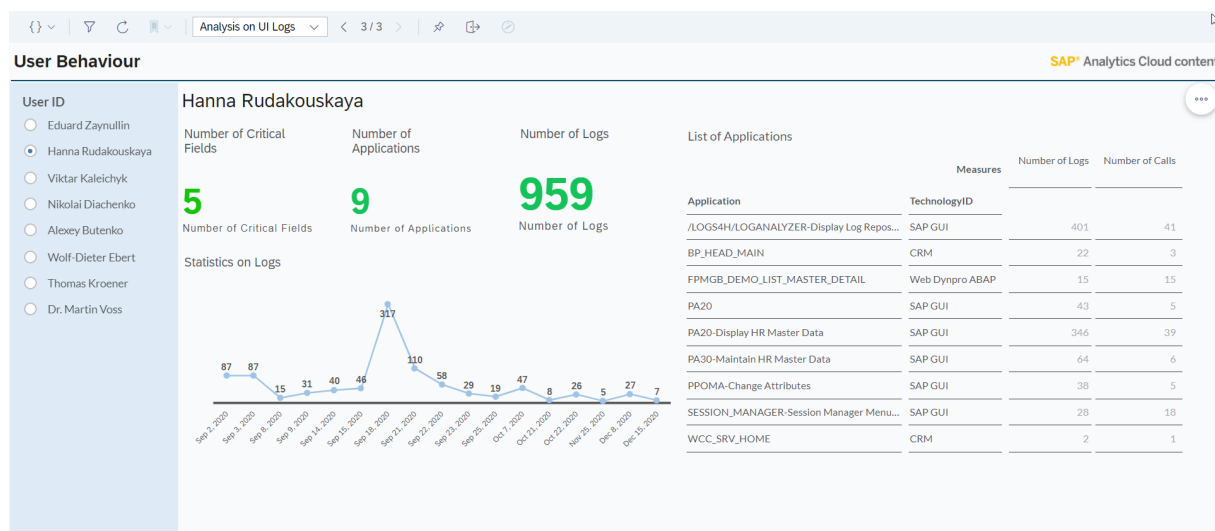 {}
Analysis on UI Logs
3/3
User Behaviour
SAP® Analytics Cloud content
User ID
Eduard Zaynullin
Hanna Rudakouskaya
Viktar Kaleichyk
Nikolai Diachenko
Alexey Butenko
Wolf-Dieter Ebert
Thomas Kroener
Dr. Martin Voss
Hanna Rudakouskaya
Number of Critical Fields
5
Number of Critical Fields
Number of Applications
9
Number of Applications
Number of Logs
959
Number of Logs
Statistics on Logs
87 87 15 31 40 46 317 110 58 29 19 47 8 26 5 27 7
Sep 2, 2020 Sep 3, 2020 Sep 8, 2020 Sep 9, 2020 Sep 14, 2020 Sep 15, 2020 Sep 18, 2020 Sep 21, 2020 Sep 22, 2020 Sep 23, 2020 Sep 25, 2020 Oct 7, 2020 Oct 21, 2020 Oct 22, 2020 Nov 25, 2020 Dec 8, 2020 Dec 15, 2020
List of Applications
Measures Number of Logs Number of Calls
Application TechnologyID
/LOGS4H/LOGANALYZER-Display Log Repos... SAP GUI 401 41
BP_HEAD_MAIN CRM 22 3
FPMGB_DEMO_LIST_MASTER_DETAIL Web Dynpro ABAP 15 15
PA20 SAP GUI 43 5
PA20-Display HR Master Data SAP GUI 346 39
PA30-Maintain HR Master Data SAP GUI 64 6
PPOMA-Change Attributes SAP GUI 38 5
SESSION_MANAGER-Session Manager Menu... SAP GUI 28 18
WCC_SRV_HOME CRM 2 1